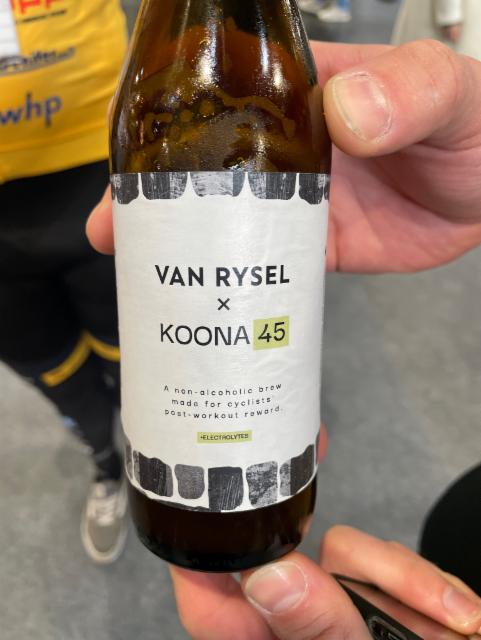 whp
VAN RYSEL
×
KOONA 45
A non-alcoholic brew
made for cyclists'
post-workout reward.
+ELECTROLYTES